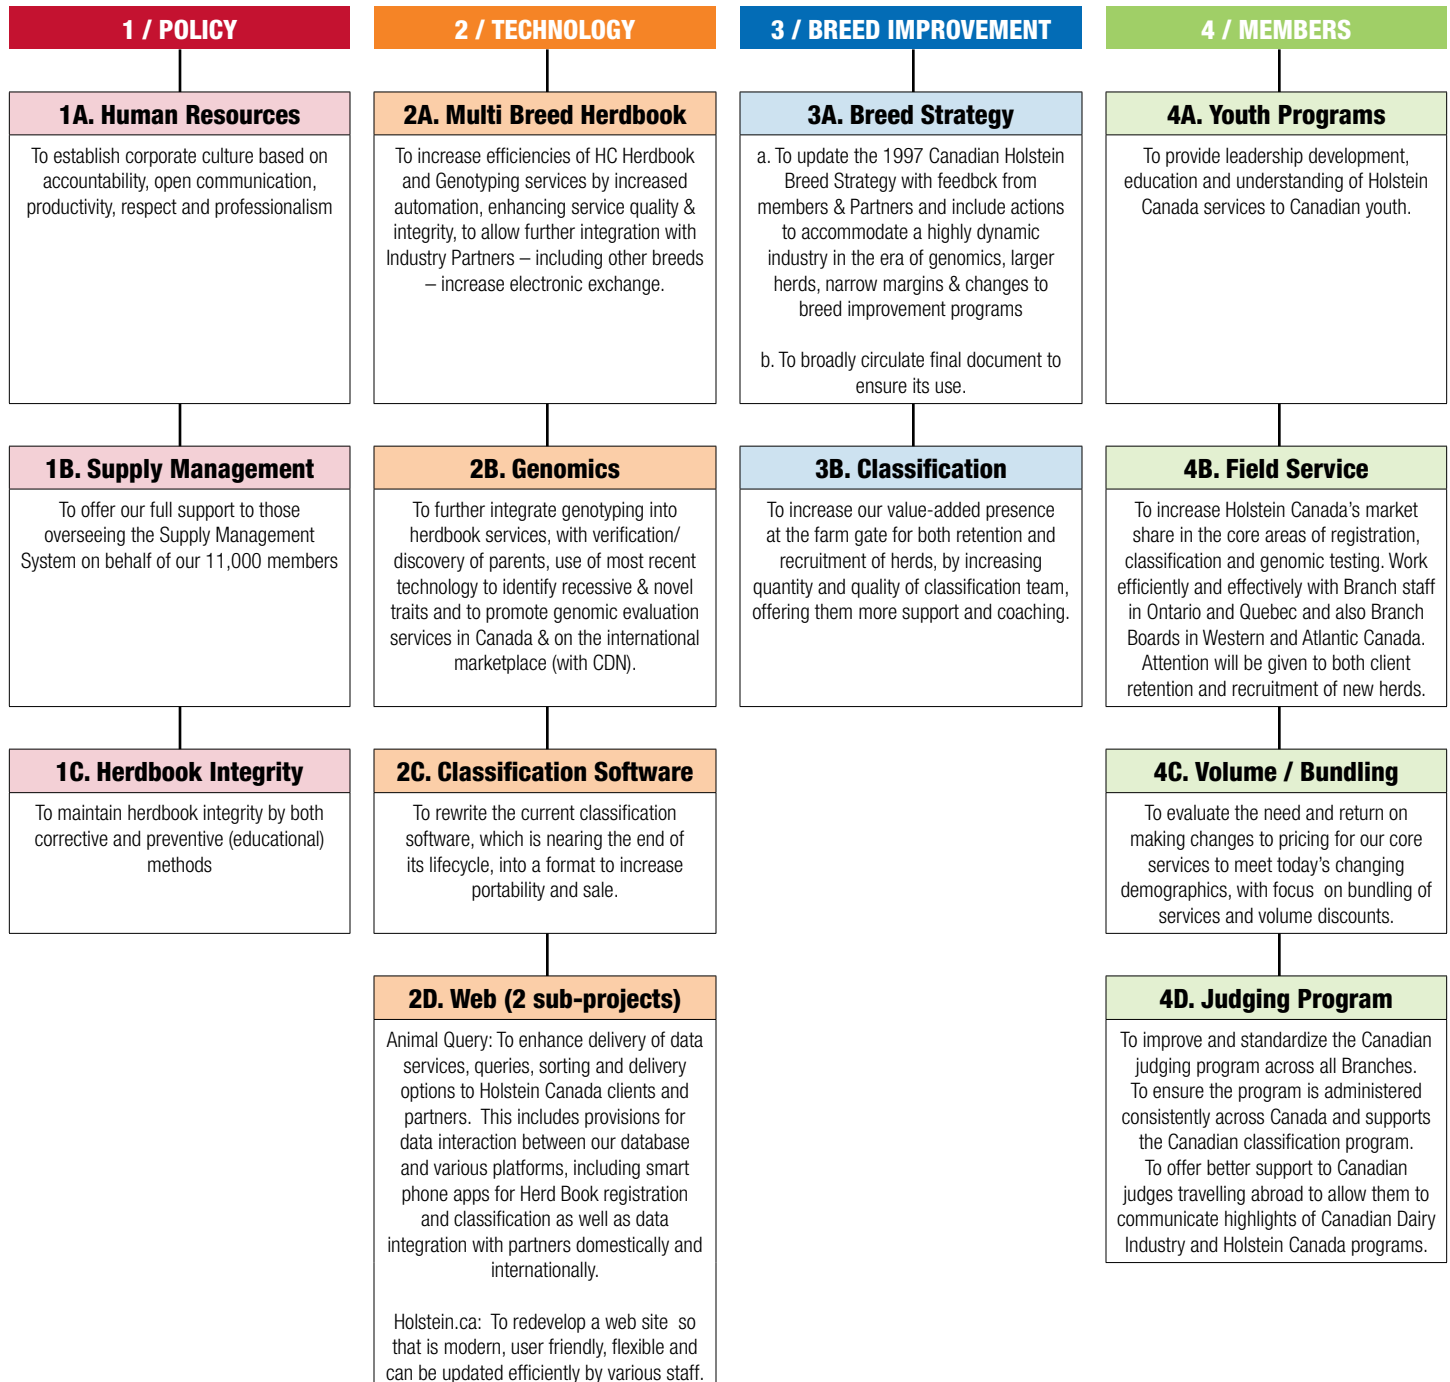 1 / POLICY
1A. Human Resources
To establish corporate culture based on
accountability, open communication,
productivity, respect and professionalism
1B. Supply Management
To offer our full support to those
overseeing the Supply Management
System on behalf of our 11,000 members
1C. Herdbook Integrity
To maintain herdbook integrity by both
corrective and preventive (educational)
methods
2 / TECHNOLOGY
2A. Multi Breed Herdbook
To increase efficiencies of HC Herdbook
and Genotyping services by increased
automation, enhancing service quality &
integrity, to allow further integration with
Industry Partners – including other breeds
– increase electronic exchange.
2B. Genomics
To further integrate genotyping into
herdbook services, with verification/
discovery of parents, use of most recent
technology to identify recessive & novel
traits and to promote genomic evaluation
services in Canada & on the international
marketplace (with CDN).
2C. Classification Software
To rewrite the current classification
software, which is nearing the end of
its lifecycle, into a format to increase
portability and sale.
2D. Web (2 sub-projects)
Animal Query: To enhance delivery of data
services, queries, sorting and delivery
options to Holstein Canada clients and
partners. This includes provisions for
data interaction between our database
and various platforms, including smart
phone apps for Herd Book registration
and classification as well as data
integration with partners domestically and
internationally.
Holstein.ca: To redevelop a web site so
that is modern, user friendly, flexible and
can be updated efficiently by various staff.
3 / BREED IMPROVEMENT
3A. Breed Strategy
a. To update the 1997 Canadian Holstein
Breed Strategy with feedbck from
members & Partners and include actions
to accommodate a highly dynamic
industry in the era of genomics, larger
herds, narrow margins & changes to
breed improvement programs
b. To broadly circulate final document to
ensure its use.
3B. Classification
To increase our value-added presence
at the farm gate for both retention and
recruitment of herds, by increasing
quantity and quality of classification team,
offering them more support and coaching.
4 / MEMBERS
4A. Youth Programs
To provide leadership development,
education and understanding of Holstein
Canada services to Canadian youth.
4B. Field Service
To increase Holstein Canada’s market
share in the core areas of registration,
classification and genomic testing. Work
efficiently and effectively with Branch staff
in Ontario and Quebec and also Branch
Boards in Western and Atlantic Canada.
Attention will be given to both client
retention and recruitment of new herds.
4C. Volume / Bundling
To evaluate the need and return on
making changes to pricing for our core
services to meet today’s changing
demographics, with focus on bundling of
services and volume discounts.
4D. Judging Program
To improve and standardize the Canadian
judging program across all Branches.
To ensure the program is administered
consistently across Canada and supports
the Canadian classification program.
To offer better support to Canadian
judges travelling abroad to allow them to
communicate highlights of Canadian Dairy
Industry and Holstein Canada programs.